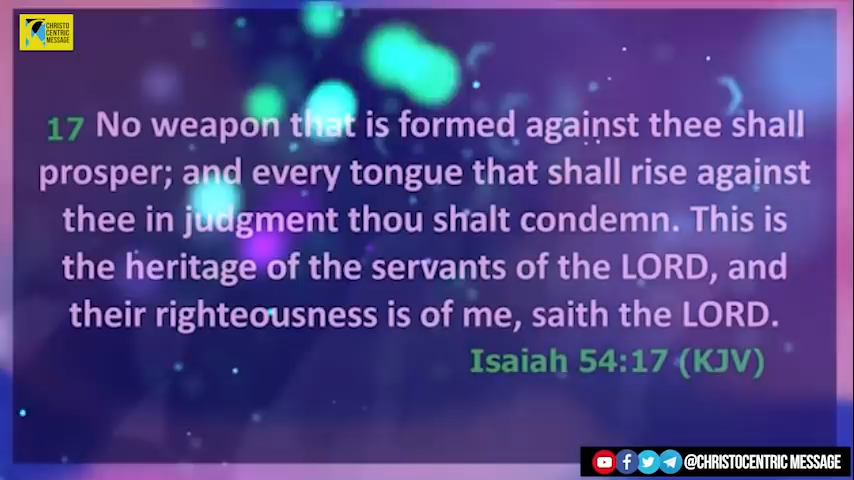 CHRISTO
CENTRIC
MESSAGE
17 No weapon that is formed against thee shall
prosper; and every tongue that shall rise against
thee in judgment thou shalt condemn. This is
the heritage of the servants of the LORD, and
their righteousness is of me, saith the LORD.
Isaiah 54:17 (KJV)
@CHRISTOCENTRIC MESSAGE